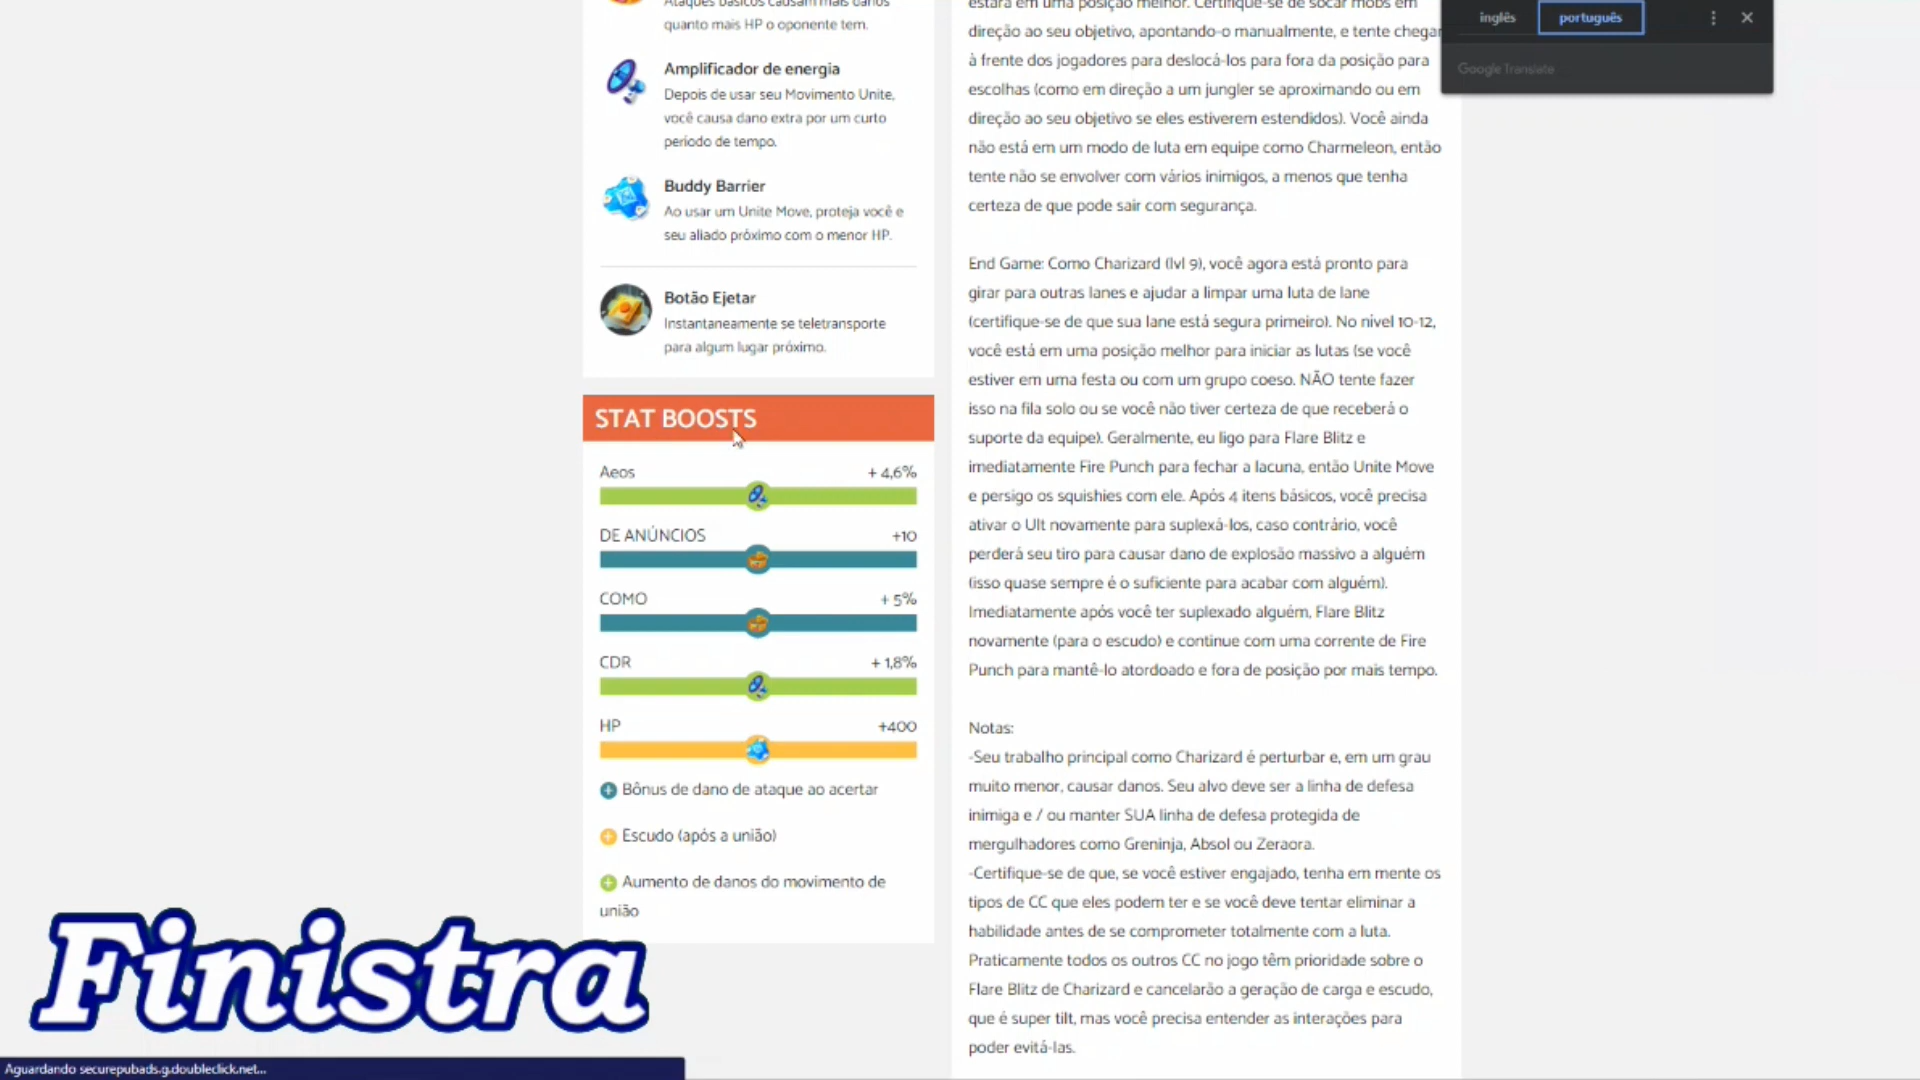 Ataques básicos causam mais danos
quanto mais HP o oponente tem.
Amplificador de energia
Depois de usar seu Movimento Unite,
você causa dano extra por um curto
período de tempo.
Buddy Barrier
Ao usar um Unite Move, proteja você e
seu aliado próximo com o menor HP.
Botão Ejetar
Instantaneamente se teletransporte
para algum lugar próximo.
STAT BOOSTS
Aeos + 4,6%
DE ANÚNCIOS +10
COMO + 5%
CDR + 1,8%
HP +400
Bônus de dano de ataque ao acertar
Escudo (após a união)
Aumento de danos do movimento de
união
estará em uma posição melhor. Certifique-se de socar mobs em
direção ao seu objetivo, apontando-o manualmente, e tente chegar
à frente dos jogadores para deslocá-los para fora da posição para
escolhas (como em direção a um jungler se aproximando ou em
direção ao seu objetivo se eles estiverem estendidos). Você ainda
não está em um modo de luta em equipe como Charmeleon, então
tente não se envolver com vários inimigos, a menos que tenha
certeza de que pode sair com segurança.
End Game: Como Charizard (lvl 9), você agora está pronto para
girar para outras lanes e ajudar a limpar uma luta de lane
(certifique-se de que sua lane está segura primeiro). No nível 10-12,
você está em uma posição melhor para iniciar as lutas (se você
estiver em uma festa ou com um grupo coeso. NÃO tente fazer
isso na fila solo ou se você não tiver certeza de que receberá o
suporte da equipe). Geralmente, eu ligo para Flare Blitz e
imediatamente Fire Punch para fechar a lacuna, então Unite Move
e persigo os squishies com ele. Após 4 itens básicos, você precisa
ativar o Ult novamente para suplexá-los, caso contrário, você
perderá seu tiro para causar dano de explosão massivo a alguém
(isso quase sempre é o suficiente para acabar com alguém).
Imediatamente após você ter suplexado alguém, Flare Blitz
novamente (para o escudo) e continue com uma corrente de Fire
Punch para mantê-lo atordoado e fora de posição por mais tempo.
Notas:
-Seu trabalho principal como Charizard é perturbar e, em um grau
muito menor, causar danos. Seu alvo deve ser a linha de defesa
inimiga e / ou manter SUA linha de defesa protegida de
mergulhadores como Greninja, Absol ou Zeraora.
-Certifique-se de que, se você estiver engajado, tenha em mente os
tipos de CC que eles podem ter e se você deve tentar eliminar a
habilidade antes de se comprometer totalmente com a luta.
Praticamente todos os outros CC no jogo têm prioridade sobre o
Flare Blitz de Charizard e cancelarão a geração de carga e escudo,
que é super tilt, mas você precisa entender as interações para
poder evitá-las.
inglês português
Google Translate
Finistra
Aguardando securepubads.g.doubleclick.net...